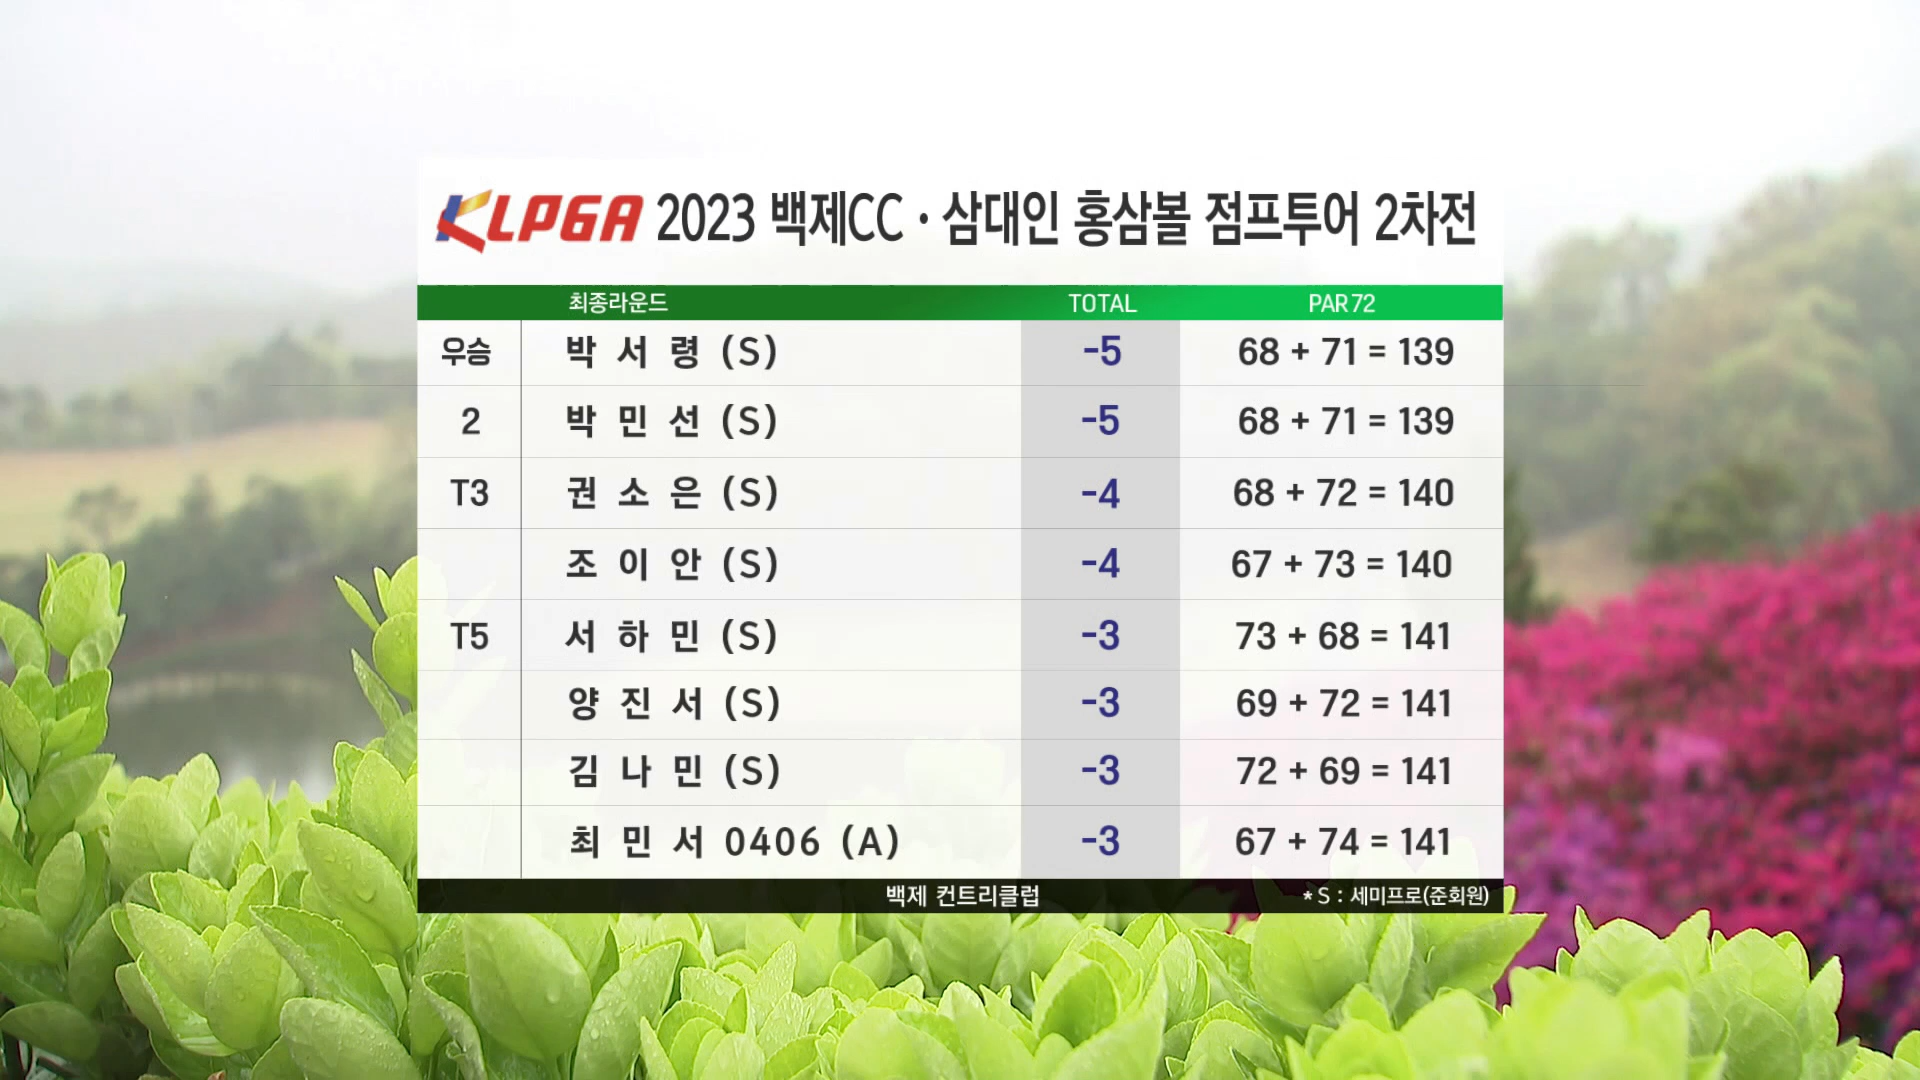 KLPGA 2023 백제CC · 삼대인 홍삼볼 점프투어 2차전
최종라운드 TOTAL PAR 72
우승 박 서 령 (S) -5 68 + 71 = 139
2 박 민 선 (S) -5 68 + 71 = 139
T3 권 소 은 (S) -4 68 + 72 = 140
조 이 안 (S) -4 67 + 73 = 140
T5 서 하 민 (S) -3 73 + 68 = 141
양 진 서 (S) -3 69 + 72 = 141
김 나 민 (S) -3 72 + 69 = 141
최 민 서 0406 (A) -3 67 + 74 = 141
백제 컨트리클럽 * S : 세미프로(준회원)